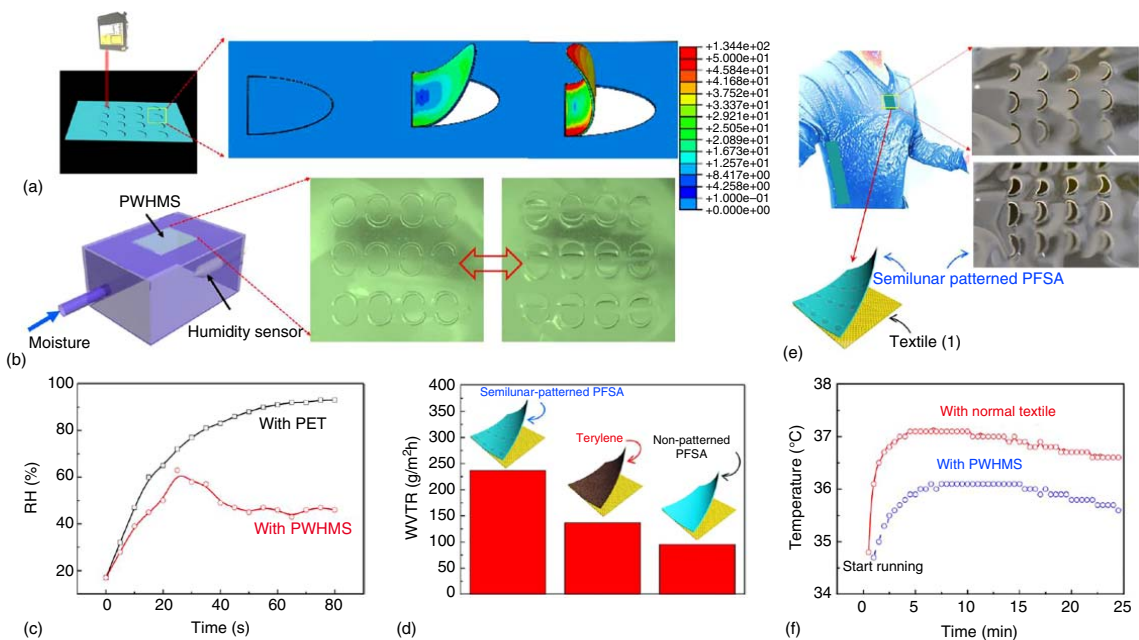 (a)
+1.344e+02
+5.000e+01
+4.584e+01
+4.168e+01
+3.752e+01
+3.337e+01
+2.921e+01
+2.505e+01
+2.089e+01
+1.673e+01
+1.257e+01
+8.417e+00
+4.258e+00
+1.000e−01
+0.000e+00
PWHMS
Humidity sensor
Moisture
(b)
Semilunar patterned PFSA
Textile (1)
(e)
100
80
60
40
20
RH (%)
With PET
With PWHMS
0
20
40
60
80
Time (s)
(c)
400
350
300
250
200
150
100
50
0
WVTR (g/m²h)
Semilunar-patterned PFSA
Terylene
Non-patterned
PFSA
(d)
38
37
36
35
34
Temperature (°C)
With normal textile
With PWHMS
Start running
0
5
10
15
20
25
Time (min)
(f)